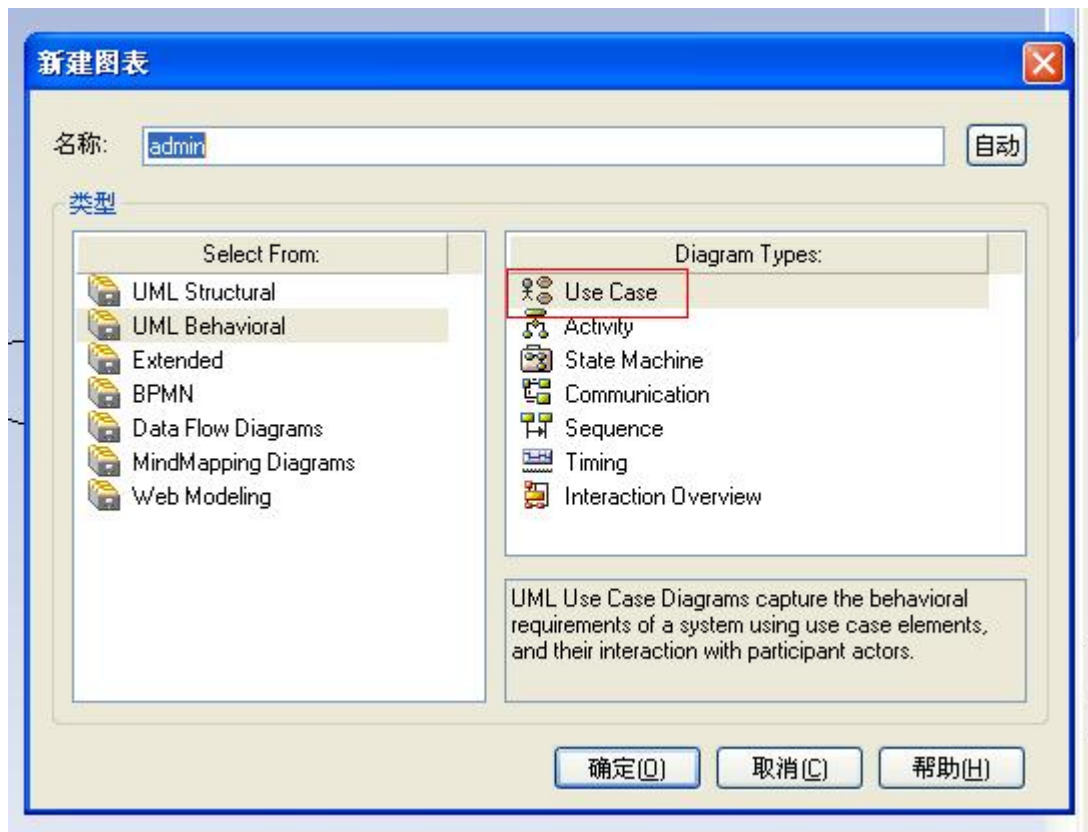 新建图表
名称: admin 自动
类型
Select From:
UML Structural
UML Behavioral
Extended
BPMN
Data Flow Diagrams
MindMapping Diagrams
Web Modeling
Diagram Types:
Use Case
Activity
State Machine
Communication
Sequence
Timing
Interaction Overview
UML Use Case Diagrams capture the behavioral
requirements of a system using use case elements,
and their interaction with participant actors.
确定(O) 取消(C) 帮助(H)